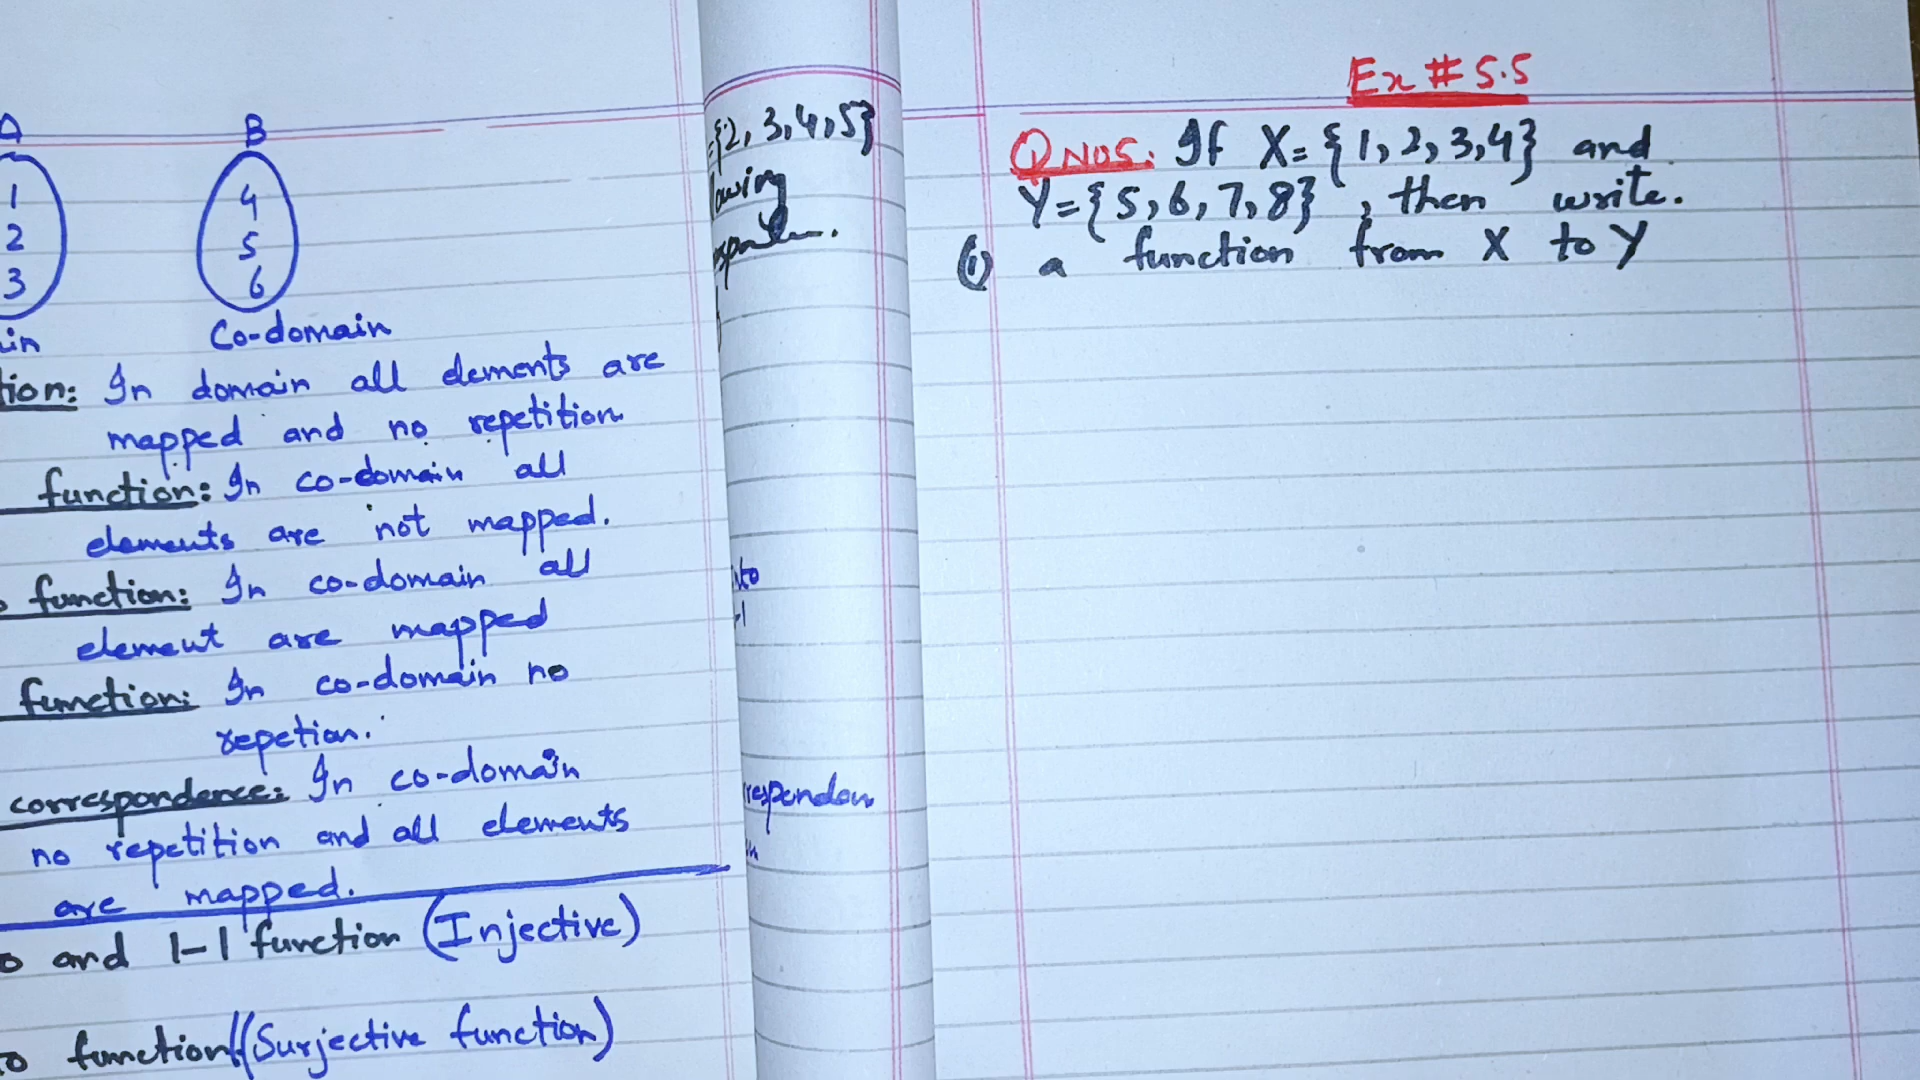 A
B
1
2
3
4
5
6
Co-domain
In domain all elements are
mapped and no repetition
function: In co-domain all
elements are not mapped.
function: In co-domain all
element are mapped
function: In co-domain no
repetion.
correspondence: In co-domain
no repetition and all elements
are mapped.
and 1-1 function (Injective)
function (Surjective function)
{2, 3, 4, 5}
Ex # 5.5
Q NO5. If X = {1, 2, 3, 4} and
Y = {5, 6, 7, 8}, then write.
(i) a function from X to Y